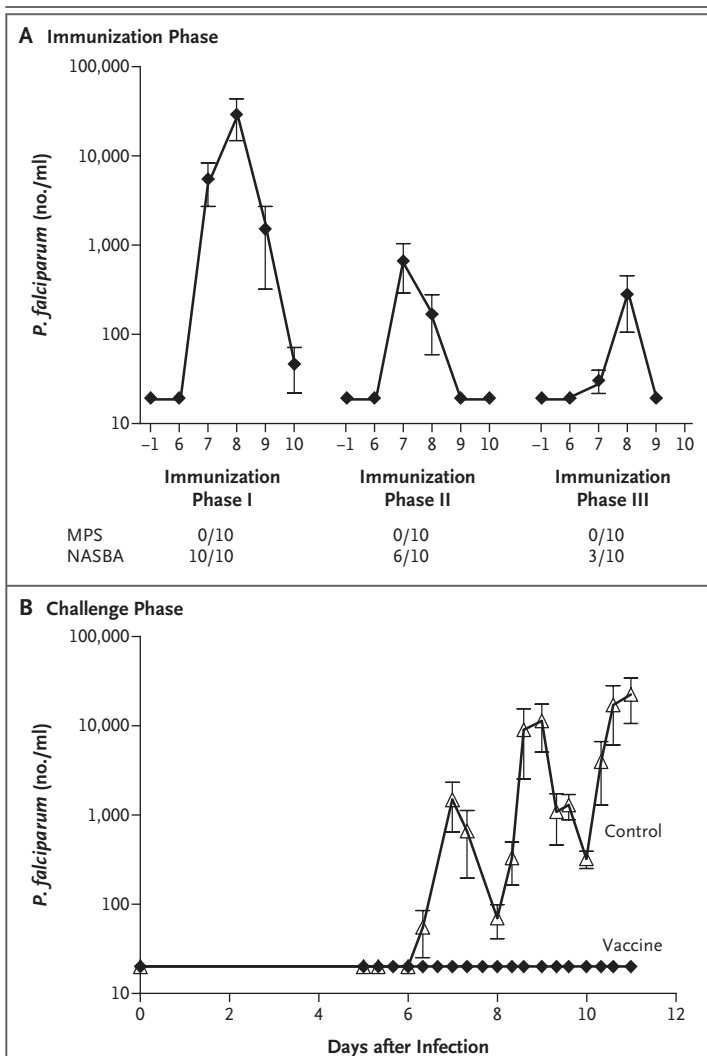 A Immunization Phase
100,000
10,000
1,000
100
10
P. falciparum (no./ml)
–1 6 7 8 9 10 –1 6 7 8 9 10 –1 6 7 8 9 10
Immunization Immunization Immunization
Phase I Phase II Phase III
MPS 0/10 0/10 0/10
NASBA 10/10 6/10 3/10
B Challenge Phase
100,000
10,000
1,000
100
10
P. falciparum (no./ml)
Control
Vaccine
0 2 4 6 8 10 12
Days after Infection